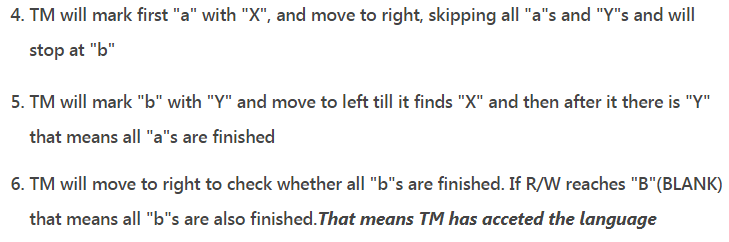 4. TM will mark first "a" with "X", and move to right, skipping all "a"s and "Y"s and will
stop at "b"
5. TM will mark "b" with "Y" and move to left till it finds "X" and then after it there is "Y"
that means all "a"s are finished
6. TM will move to right to check whether all "b"s are finished. If R/W reaches "B"(BLANK)
that means all "b"s are also finished.That means TM has acceted the language